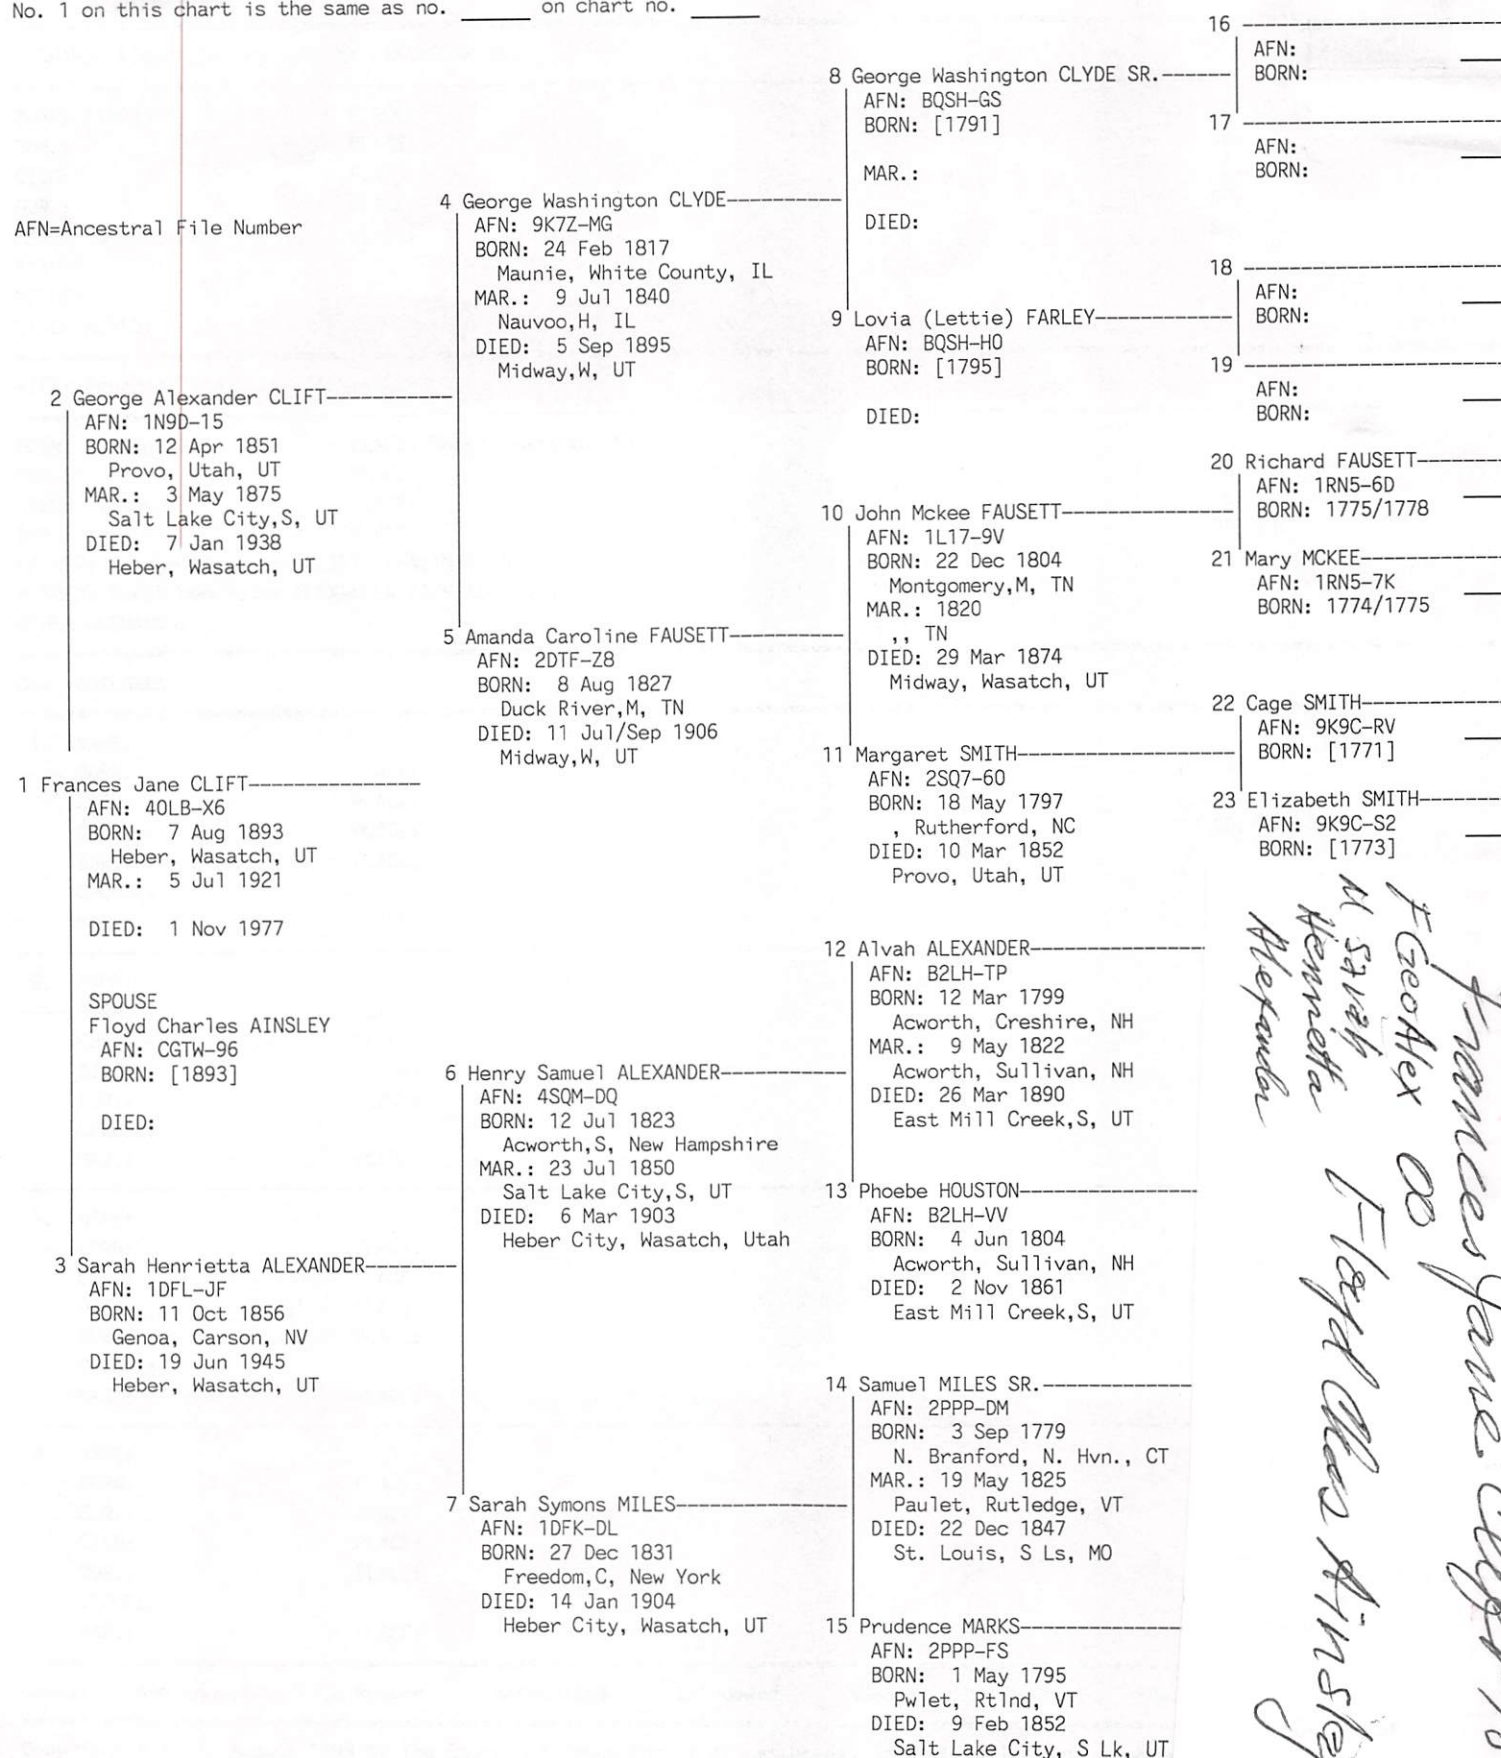 No. 1 on this chart is the same as no. _____ on chart no. _____
AFN=Ancestral File Number
1 Frances Jane CLIFT
AFN: 40LB-X6
BORN: 7 Aug 1893
Heber, Wasatch, UT
MAR.: 5 Jul 1921
DIED: 1 Nov 1977
SPOUSE
Floyd Charles AINSLEY
AFN: CGTW-96
BORN: [1893]
DIED:
2 George Alexander CLIFT
AFN: 1N9D-15
BORN: 12 Apr 1851
Provo, Utah, UT
MAR.: 3 May 1875
Salt Lake City,S, UT
DIED: 7 Jan 1938
Heber, Wasatch, UT
3 Sarah Henrietta ALEXANDER
AFN: 1DFL-JF
BORN: 11 Oct 1856
Genoa, Carson, NV
DIED: 19 Jun 1945
Heber, Wasatch, UT
4 George Washington CLYDE
AFN: 9K7Z-MG
BORN: 24 Feb 1817
Maunie, White County, IL
MAR.: 9 Jul 1840
Nauvoo,H, IL
DIED: 5 Sep 1895
Midway,W, UT
5 Amanda Caroline FAUSETT
AFN: 2DTF-Z8
BORN: 8 Aug 1827
Duck River,M, TN
DIED: 11 Jul/Sep 1906
Midway,W, UT
6 Henry Samuel ALEXANDER
AFN: 4SQM-DQ
BORN: 12 Jul 1823
Acworth,S, New Hampshire
MAR.: 23 Jul 1850
Salt Lake City,S, UT
DIED: 6 Mar 1903
Heber City, Wasatch, Utah
7 Sarah Symons MILES
AFN: 1DFK-DL
BORN: 27 Dec 1831
Freedom,C, New York
DIED: 14 Jan 1904
Heber City, Wasatch, UT
8 George Washington CLYDE SR.
AFN: BQSH-GS
BORN: [1791]
MAR.:
DIED:
9 Lovia (Lettie) FARLEY
AFN: BQSH-H0
BORN: [1795]
DIED:
10 John Mckee FAUSETT
AFN: 1L17-9V
BORN: 22 Dec 1804
Montgomery,M, TN
MAR.: 1820
,, TN
DIED: 29 Mar 1874
Midway, Wasatch, UT
11 Margaret SMITH
AFN: 2SQ7-60
BORN: 18 May 1797
, Rutherford, NC
DIED: 10 Mar 1852
Provo, Utah, UT
12 Alvah ALEXANDER
AFN: B2LH-TP
BORN: 12 Mar 1799
Acworth, Creshire, NH
MAR.: 9 May 1822
Acworth, Sullivan, NH
DIED: 26 Mar 1890
East Mill Creek,S, UT
13 Phoebe HOUSTON
AFN: B2LH-VV
BORN: 4 Jun 1804
Acworth, Sullivan, NH
DIED: 2 Nov 1861
East Mill Creek,S, UT
14 Samuel MILES SR.
AFN: 2PPP-DM
BORN: 3 Sep 1779
N. Branford, N. Hvn., CT
MAR.: 19 May 1825
Paulet, Rutledge, VT
DIED: 22 Dec 1847
St. Louis, S Ls, MO
15 Prudence MARKS
AFN: 2PPP-FS
BORN: 1 May 1795
Pwlet, Rtlnd, VT
DIED: 9 Feb 1852
Salt Lake City, S Lk, UT
16
AFN:
BORN:
17
AFN:
BORN:
18
AFN:
BORN:
19
AFN:
BORN:
20 Richard FAUSETT
AFN: 1RN5-6D
BORN: 1775/1778
21 Mary MCKEE
AFN: 1RN5-7K
BORN: 1774/1775
22 Cage SMITH
AFN: 9K9C-RV
BORN: [1771]
23 Elizabeth SMITH
AFN: 9K9C-S2
BORN: [1773]
Frances Jane
F Geo Alex
M Sarah
Henrietta
Alexander
Floyd Chas Ainsley